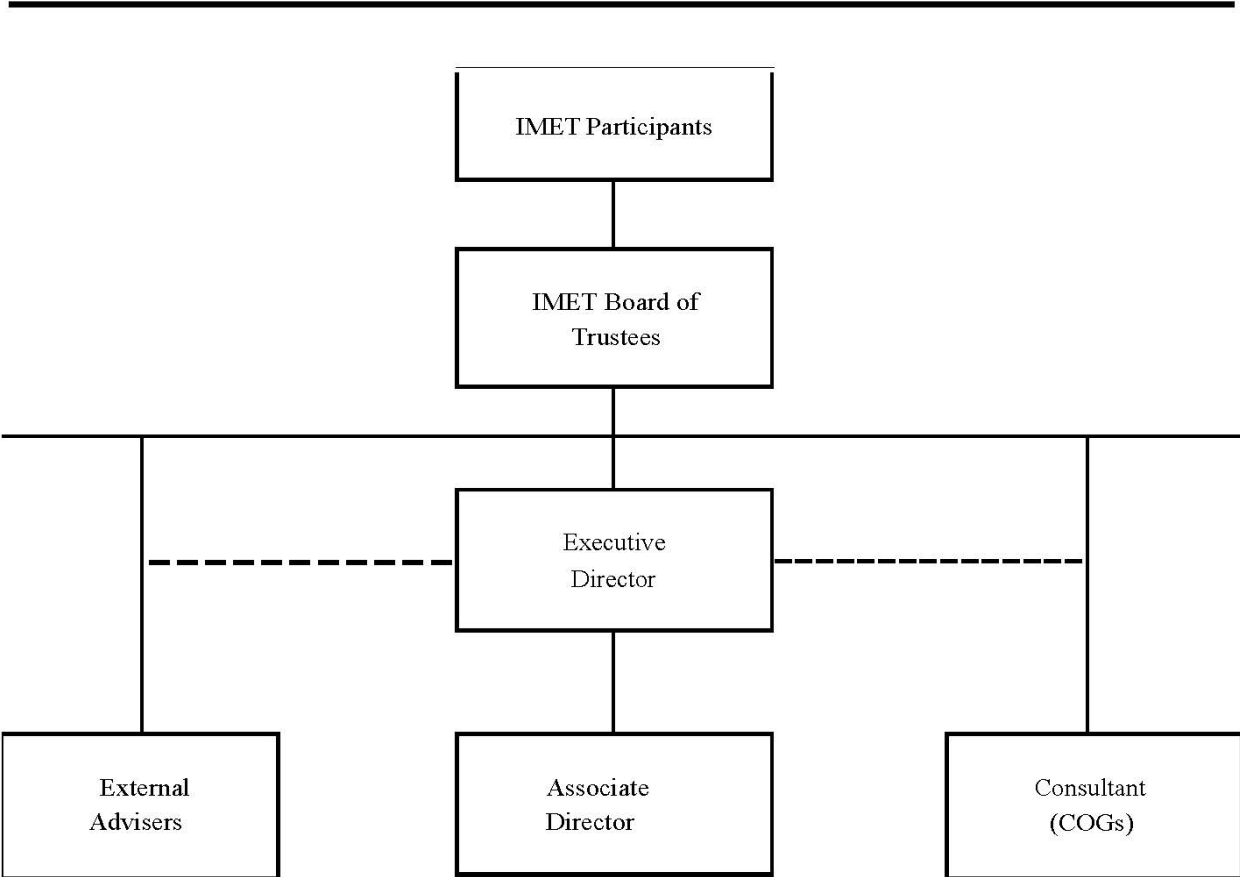 IMET Participants
IMET Board of
Trustees
Executive
Director
External
Advisers
Associate
Director
Consultant
(COGs)